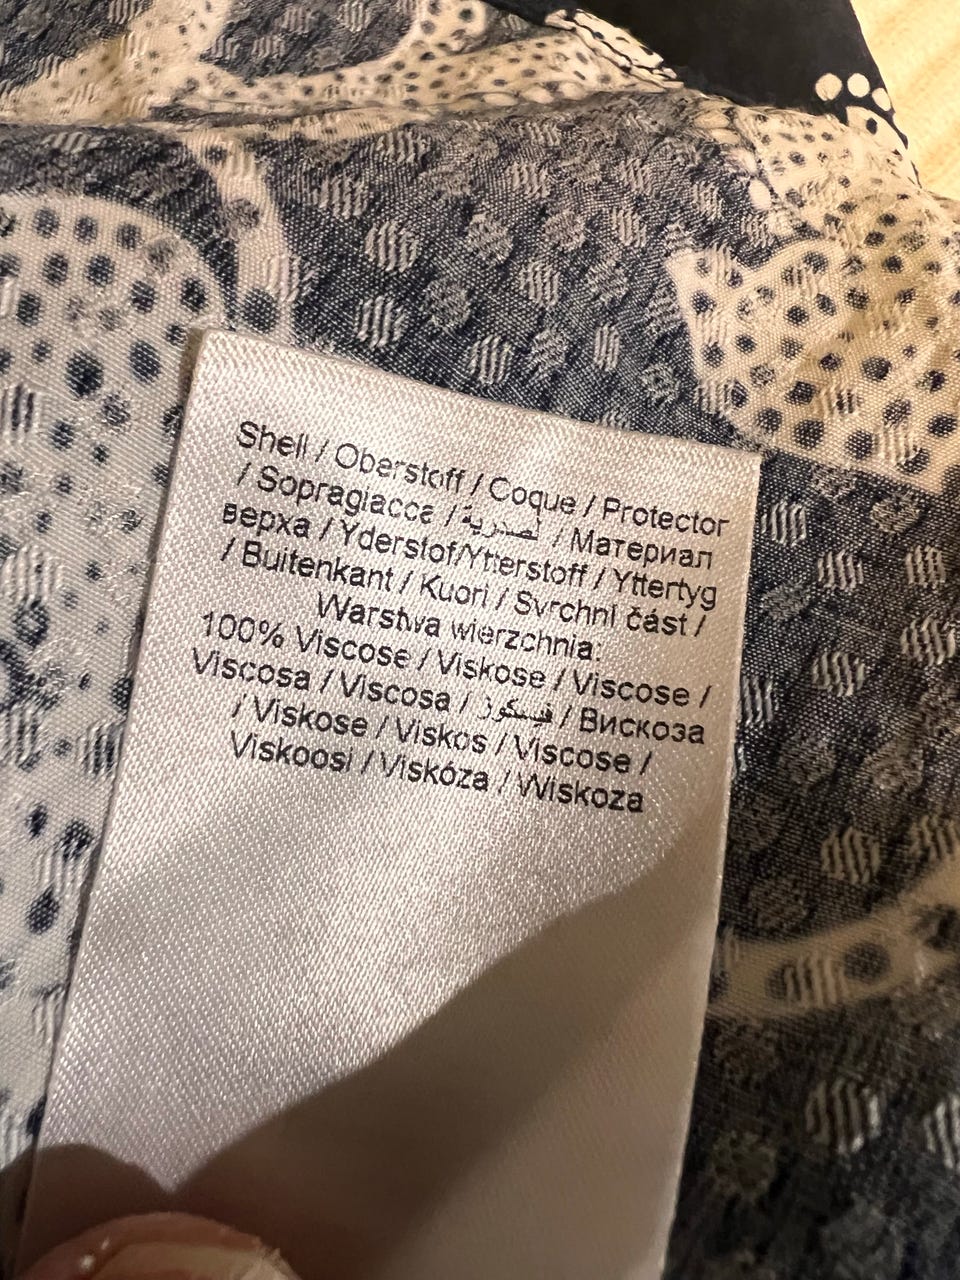 Shell / Oberstoff / Coque / Protector
/ Sopragiacca / لصدرية / Материал
верха / Yderstof/Ytterstoff / Yttertyg
/ Buitenkant / Kuori / Svrchní část /
Warstwa wierzchnia:
100% Viscose / Viskose / Viscose /
Viscosa / Viscosa / فيسكوز / Вискоза
/ Viskose / Viskos / Viscose /
Viskoosi / Viskóza / Wiskoza